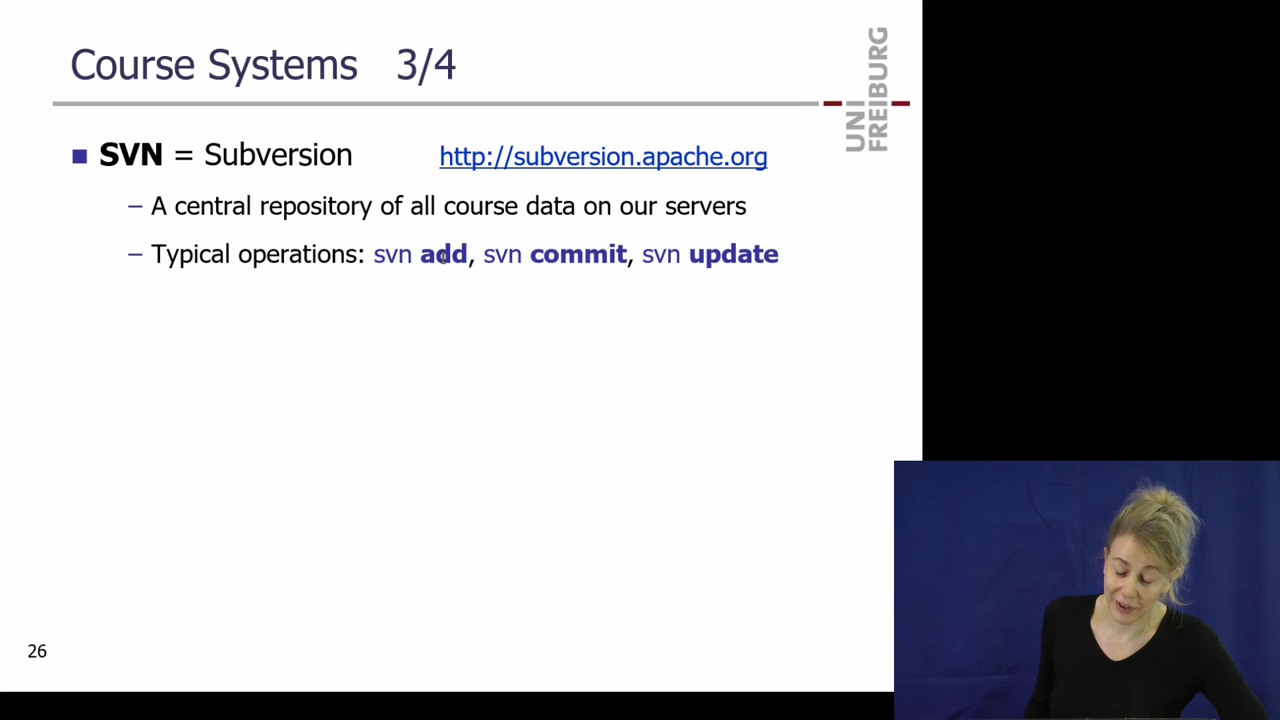 Course Systems 3/4
UNI
FREIBURG
■ SVN = Subversion http://subversion.apache.org
– A central repository of all course data on our servers
– Typical operations: svn add, svn commit, svn update
26